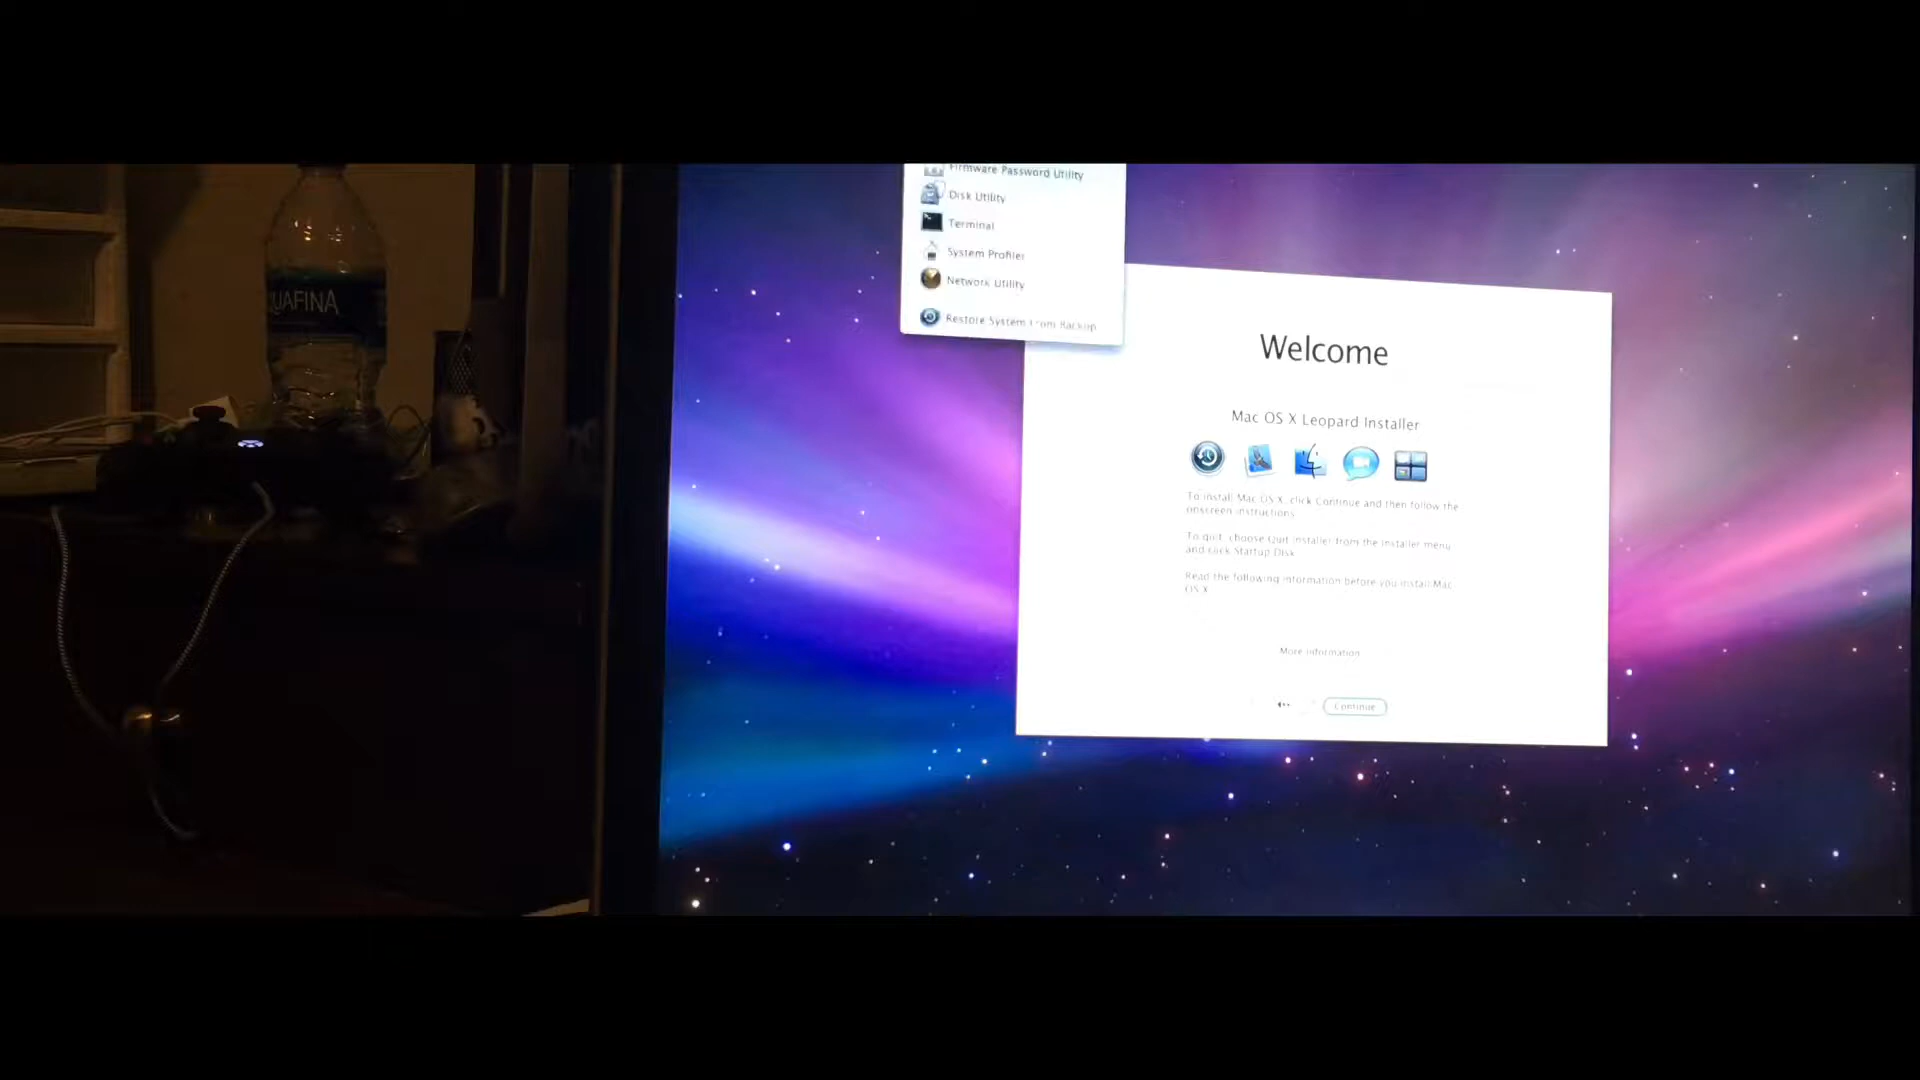 UAFINA
Firmware Password Utility
Disk Utility
Terminal
System Profiler
Network Utility
Restore System From Backup
Welcome
Mac OS X Leopard Installer
To install Mac OS X, click Continue and then follow the
onscreen instructions.
To quit, choose Quit Installer from the Installer menu
and click Startup Disk.
Read the following information before you install Mac
OS X.
More Information
Continue